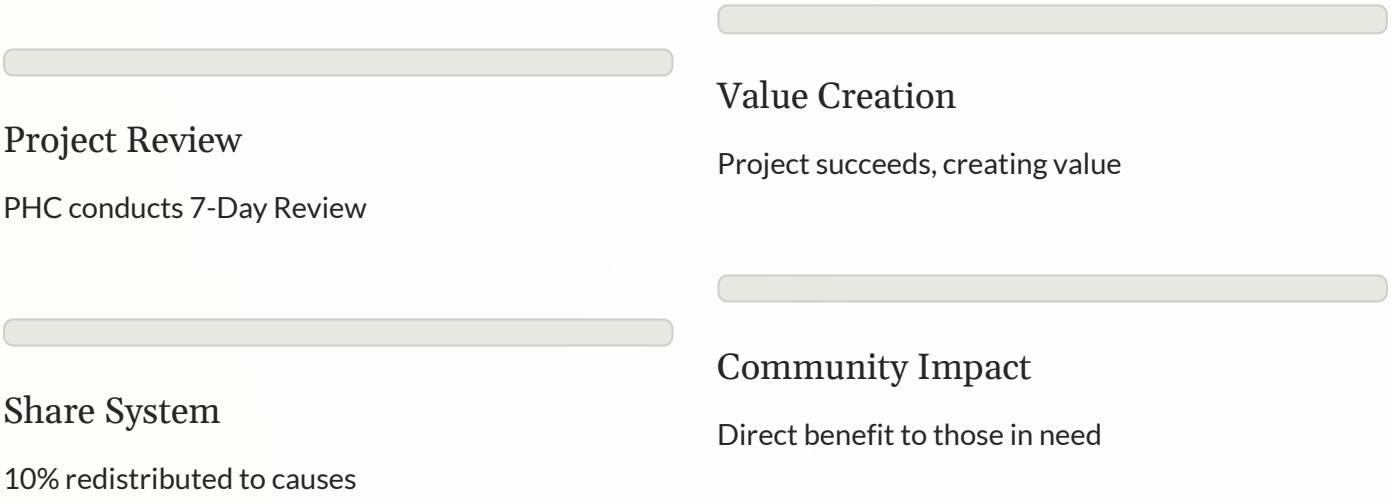 Project Review
PHC conducts 7-Day Review
Value Creation
Project succeeds, creating value
Share System
10% redistributed to causes
Community Impact
Direct benefit to those in need